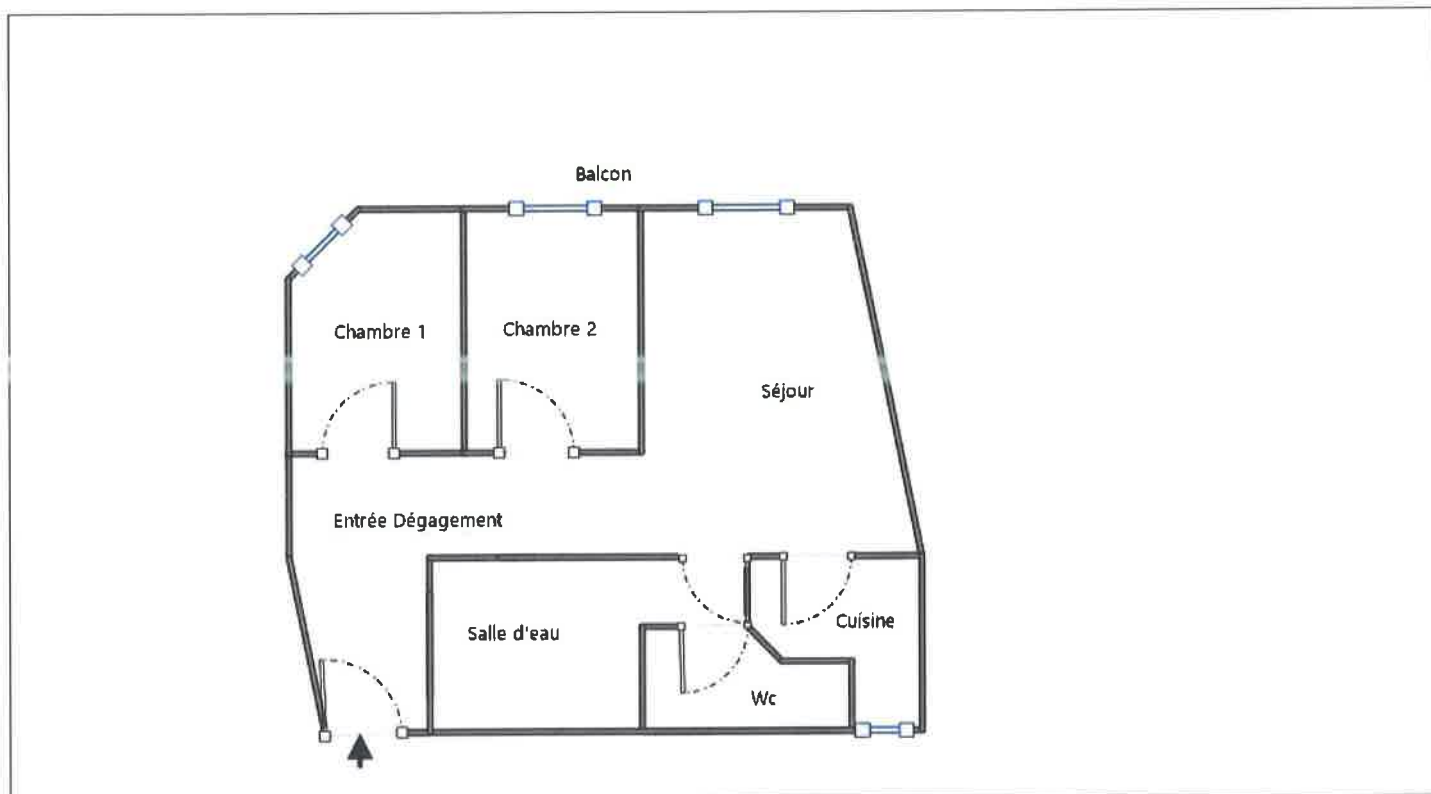 Balcon
Chambre 1
Chambre 2
Séjour
Entrée Dégagement
Salle d'eau
Cuisine
Wc